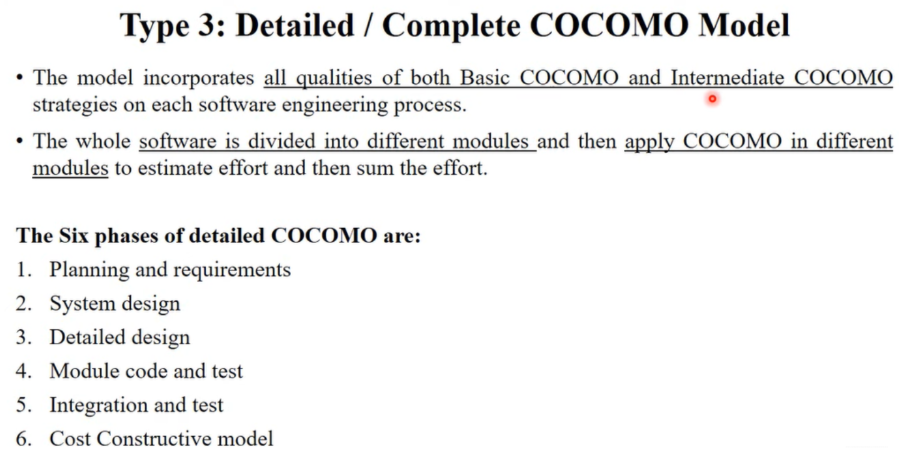 Type 3: Detailed / Complete COCOMO Model
• The model incorporates all qualities of both Basic COCOMO and Intermediate COCOMO
strategies on each software engineering process.
• The whole software is divided into different modules and then apply COCOMO in different
modules to estimate effort and then sum the effort.
The Six phases of detailed COCOMO are:
1. Planning and requirements
2. System design
3. Detailed design
4. Module code and test
5. Integration and test
6. Cost Constructive model